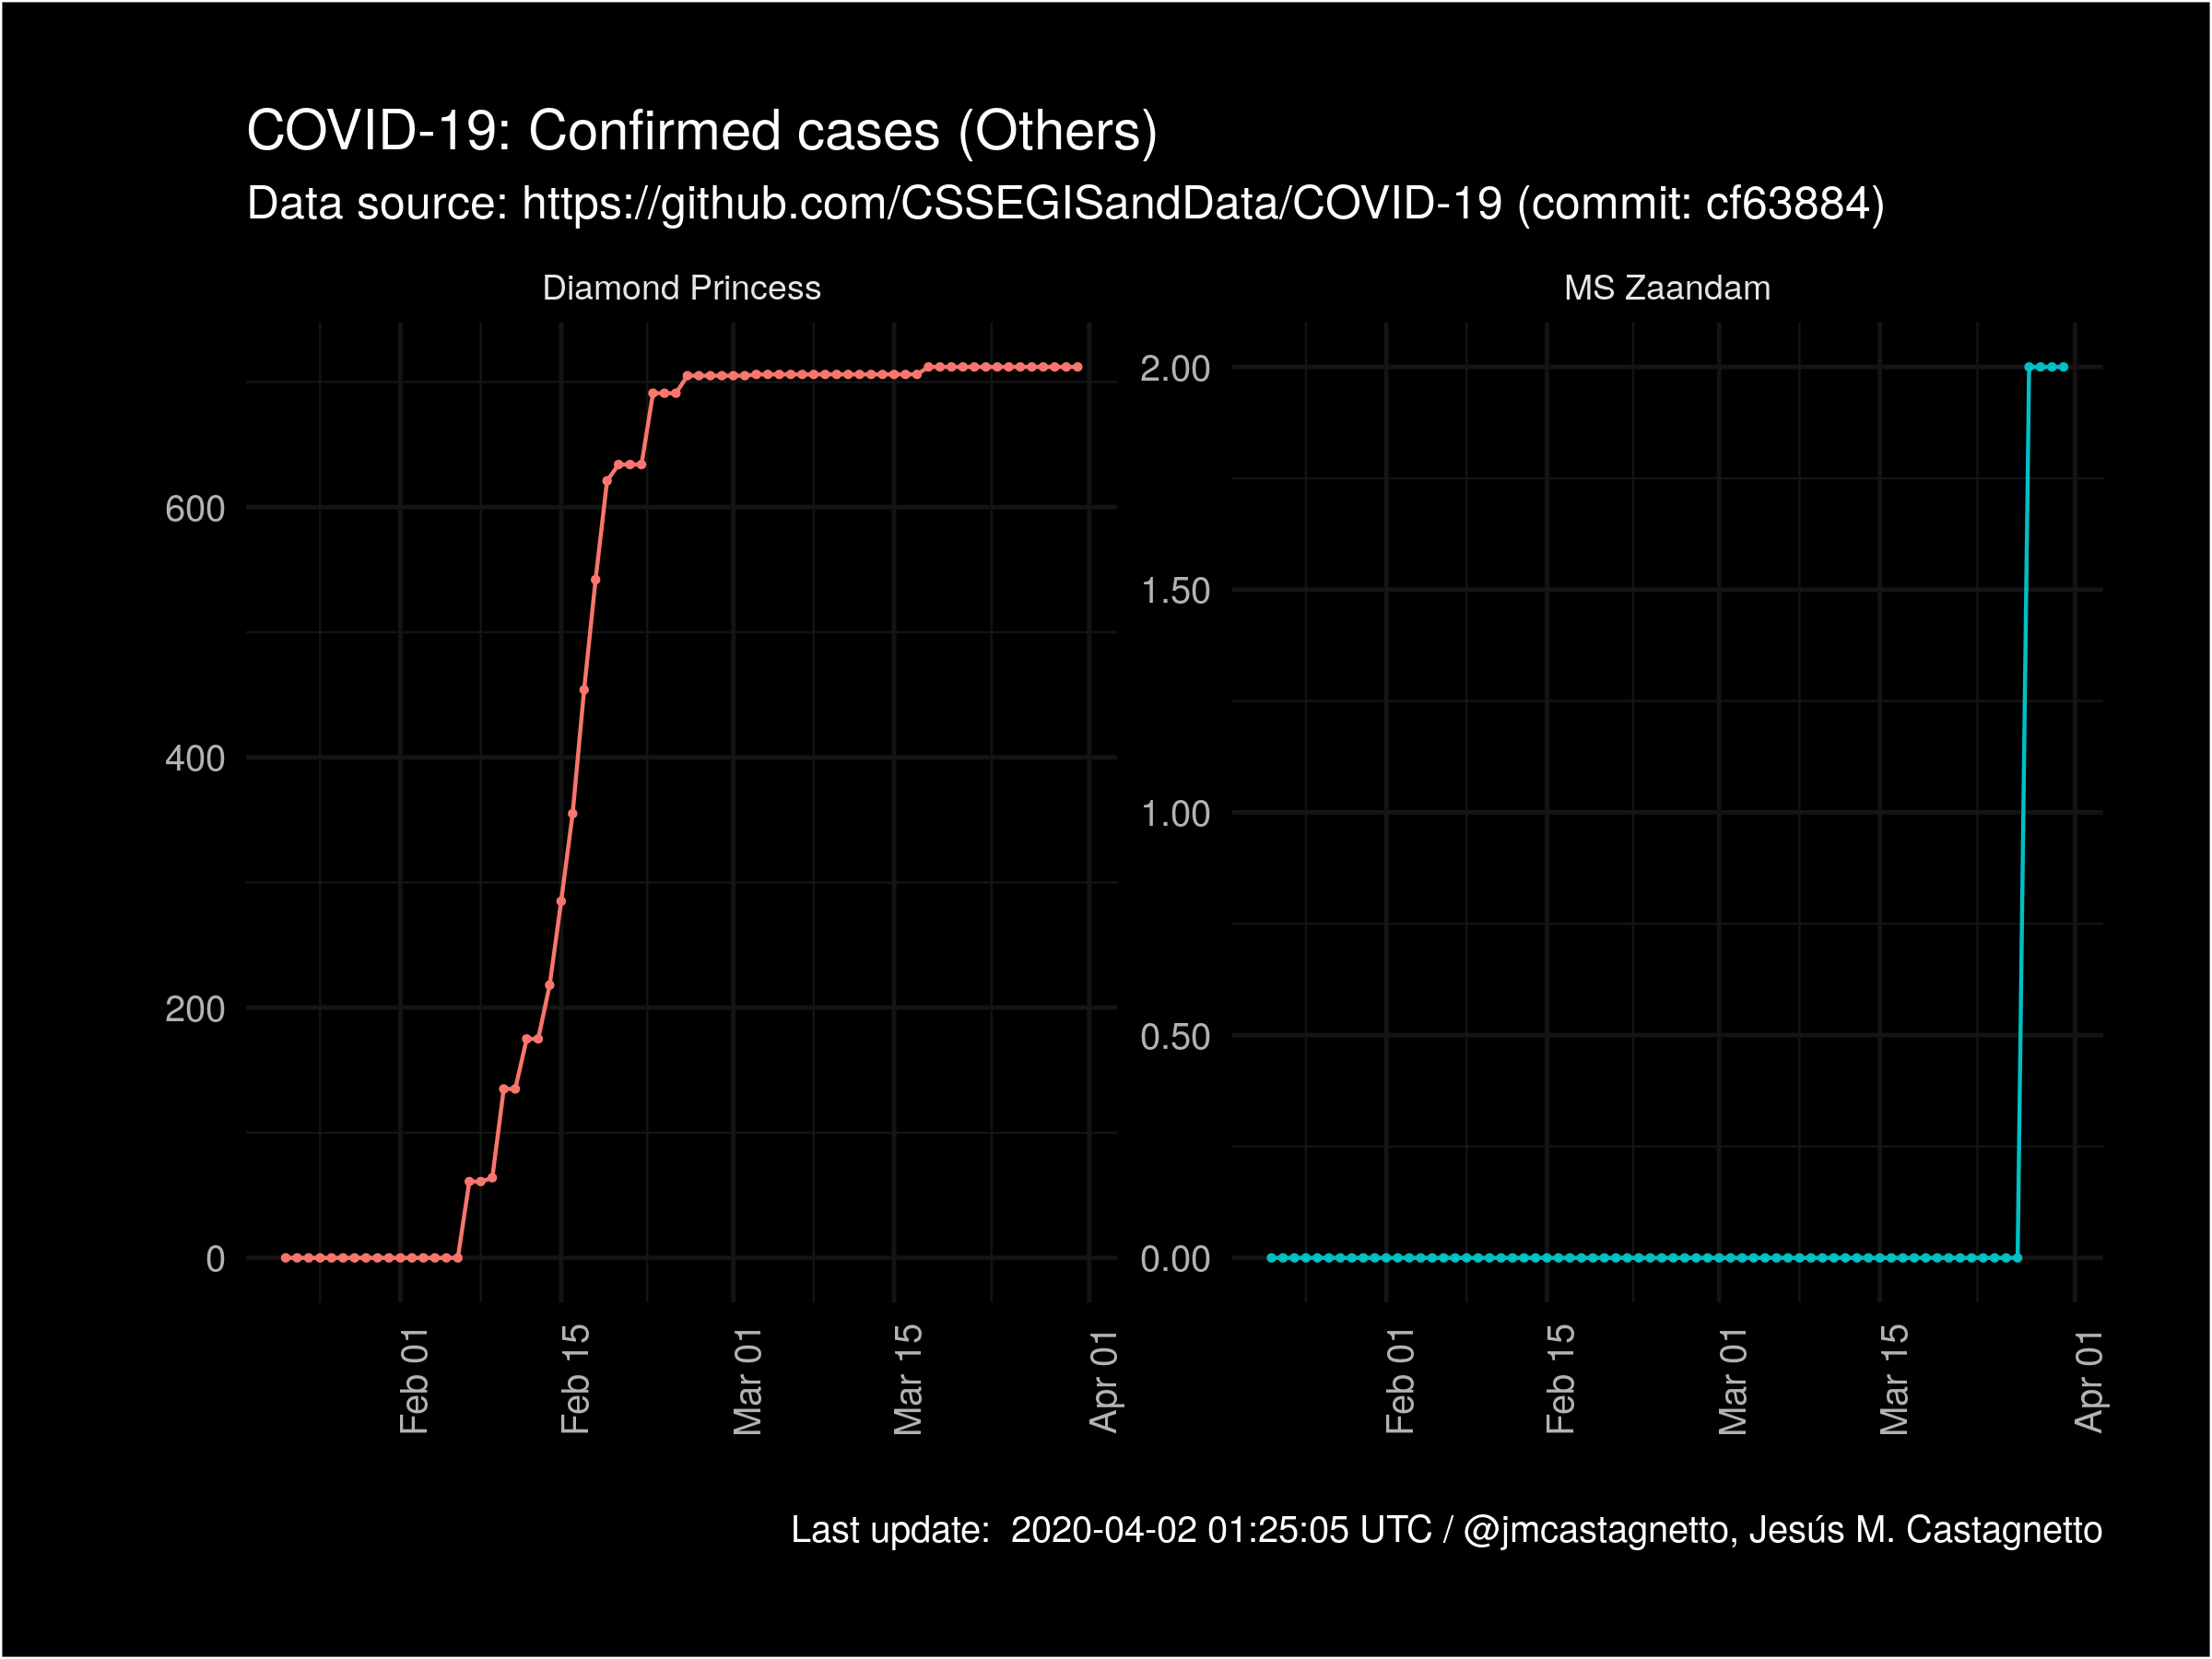 COVID-19: Confirmed cases (Others)
Data source: https://github.com/CSSEGISandData/COVID-19 (commit: cf63884)
Diamond Princess
600
400
200
0
Feb 01
Feb 15
Mar 01
Mar 15
Apr 01
MS Zaandam
2.00
1.50
1.00
0.50
0.00
Feb 01
Feb 15
Mar 01
Mar 15
Apr 01
Last update:  2020-04-02 01:25:05 UTC / @jmcastagnetto, Jesús M. Castagnetto